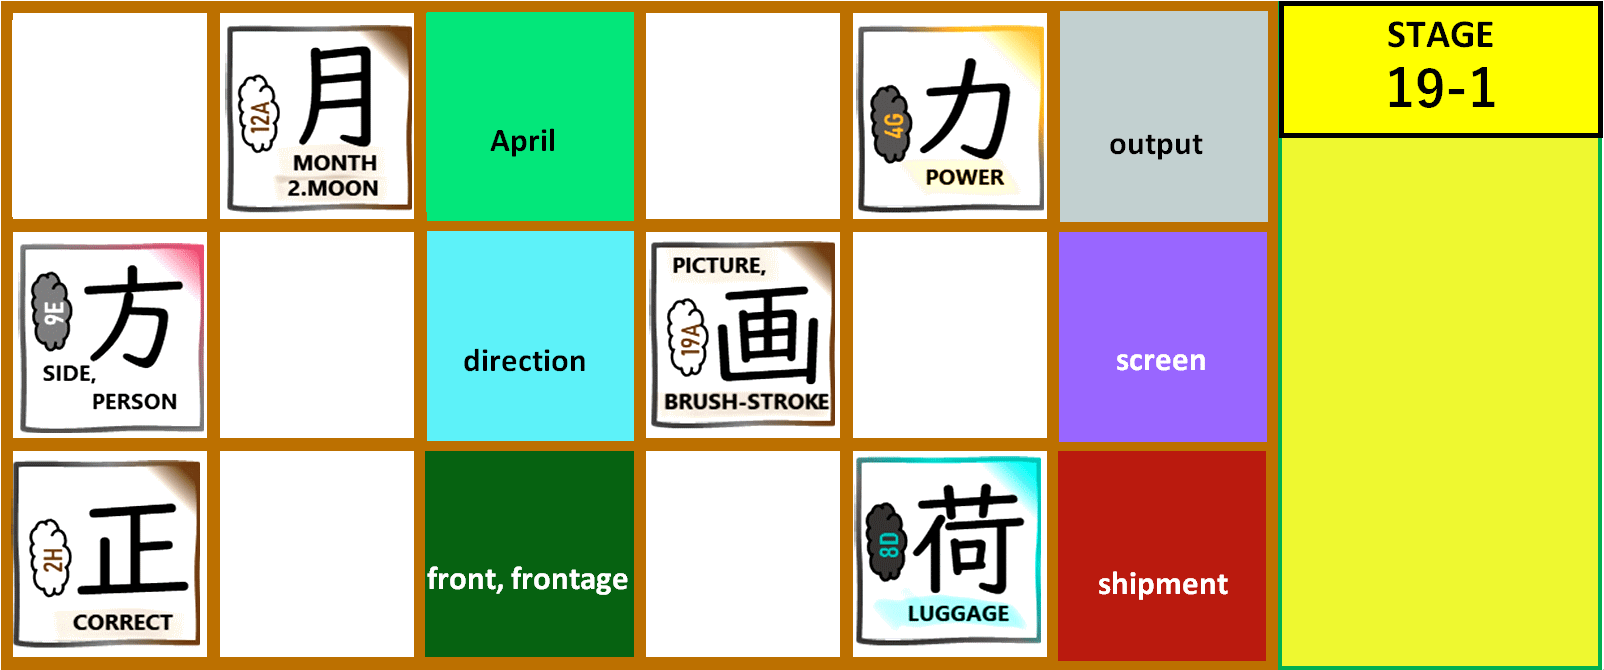 12A
月
MONTH
2.MOON
April
4G
力
POWER
output
STAGE
19-1
9E
方
SIDE,
PERSON
direction
PICTURE,
19A
画
BRUSH-STROKE
screen
2H
正
CORRECT
front, frontage
8D
荷
LUGGAGE
shipment